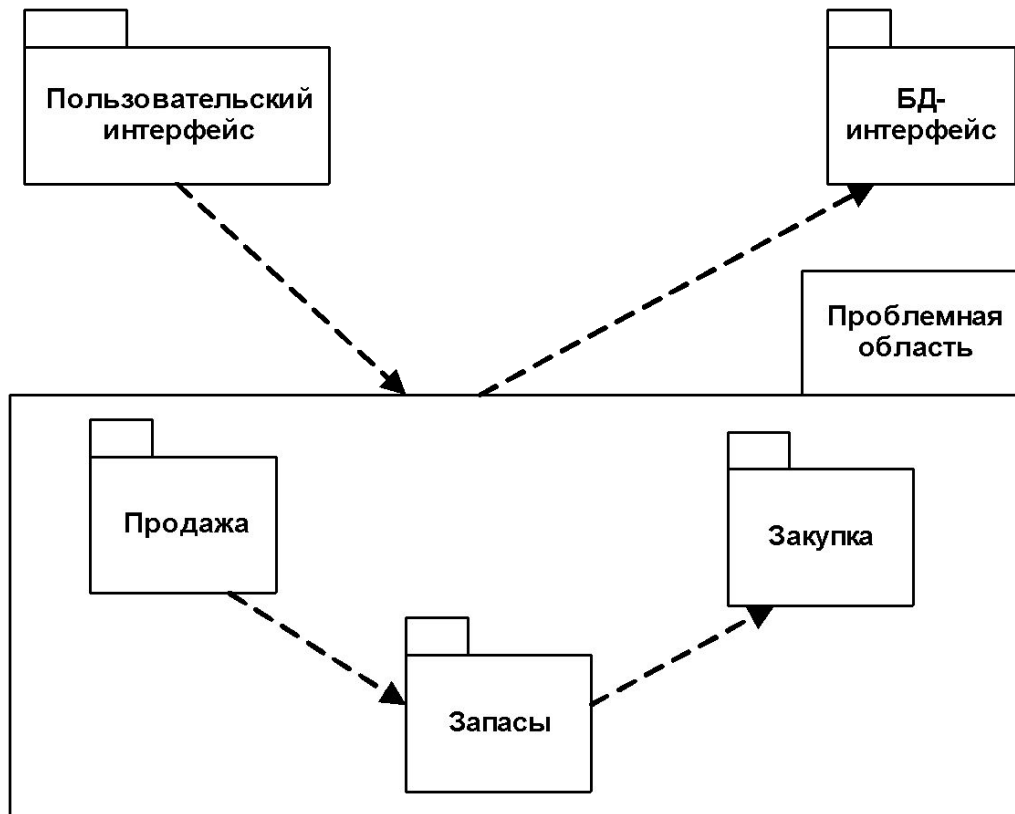 Пользовательский
интерфейс
БД-
интерфейс
Проблемная
область
Продажа
Закупка
Запасы